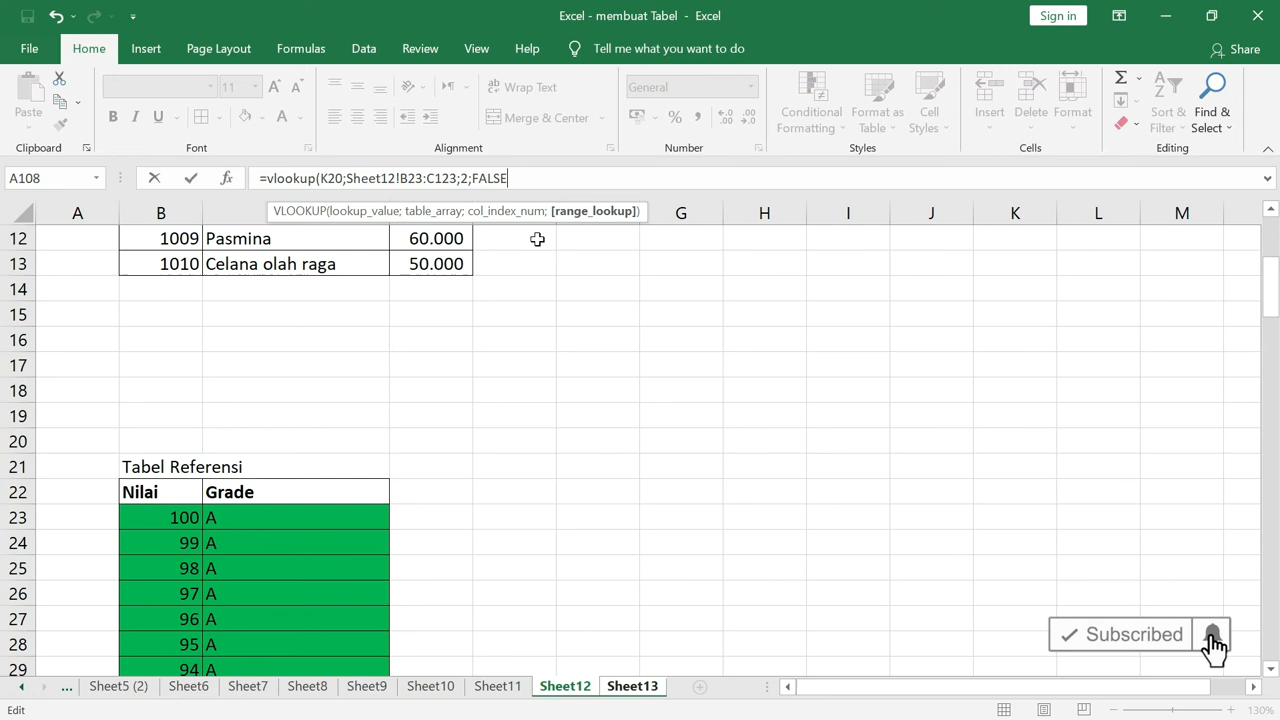 Excel - membuat Tabel - Excel
Sign in
File Home Insert Page Layout Formulas Data Review View Help Tell me what you want to do Share
11 Wrap Text General
Paste B I U A Merge & Center % Conditional Formatting Format as Table Cell Styles Insert Delete Format Sort & Filter Find & Select
Clipboard Font Alignment Number Styles Cells Editing
A108 fx =vlookup(K20;Sheet12!B23:C123;2;FALSE
VLOOKUP(lookup_value; table_array; col_index_num; [range_lookup])
A B G H I J K L M
12 1009 Pasmina 60.000
13 1010 Celana olah raga 50.000
14
15
16
17
18
19
20
21 Tabel Referensi
22 Nilai Grade
23 100 A
24 99 A
25 98 A
26 97 A
27 96 A
28 95 A
29 94 A
Subscribed
... Sheet5 (2) Sheet6 Sheet7 Sheet8 Sheet9 Sheet10 Sheet11 Sheet12 Sheet13
Edit 130%